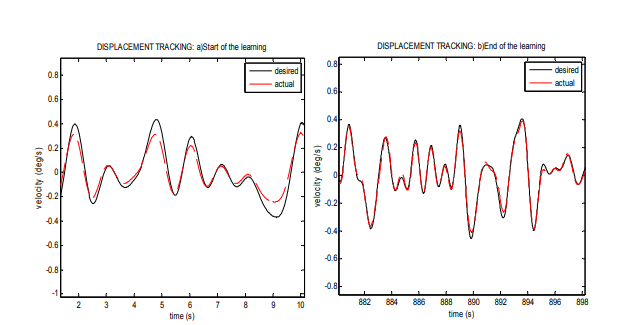 DISPLACEMENT TRACKING: a)Start of the learning
desired
actual
0.8
0.6
0.4
0.2
0
-0.2
-0.4
-0.6
-0.8
-1
velocity (deg/s)
2 3 4 5 6 7 8 9 10
time (s)
DISPLACEMENT TRACKING: b)End of the learning
desired
actual
0.8
0.6
0.4
0.2
0
-0.2
-0.4
-0.6
-0.8
velocity (deg/s)
882 884 886 888 890 892 894 896 898
time (s)